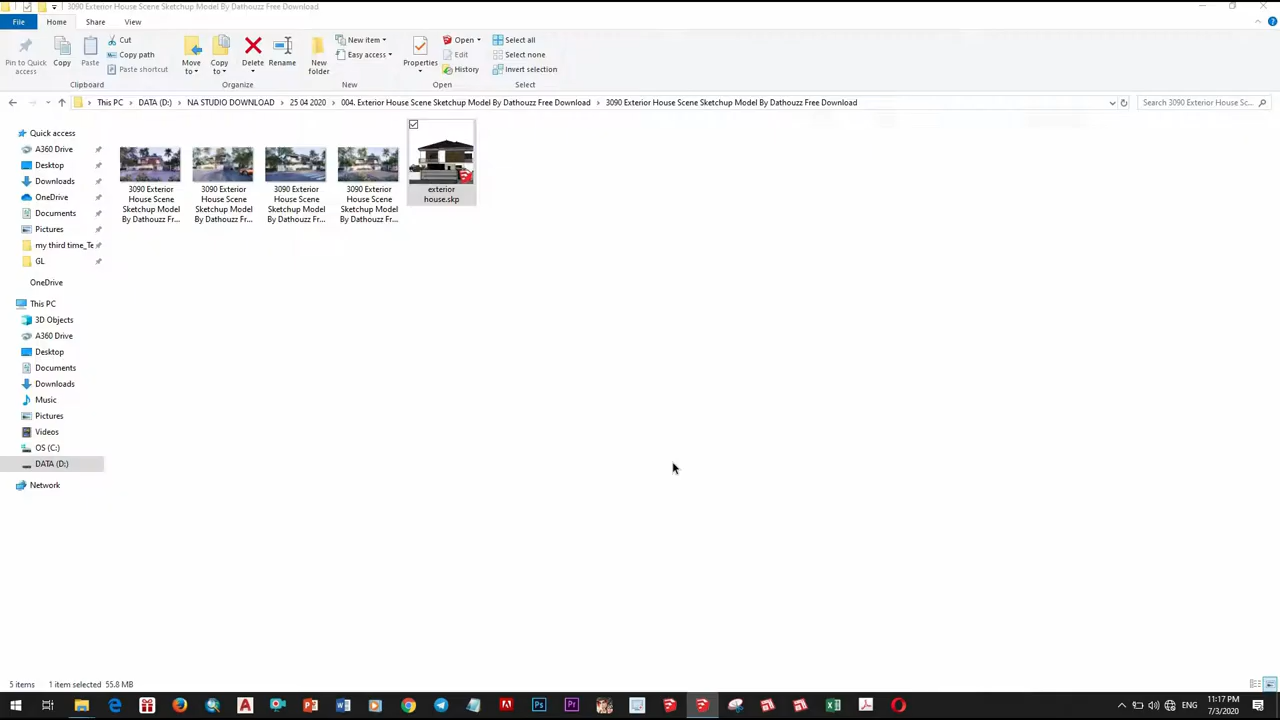 3090 Exterior House Scene Sketchup Model By Dathouzz Free Download
File Home Share View
Pin to Quick access
Copy
Paste
Cut
Copy path
Paste shortcut
Clipboard
Move to
Copy to
Delete
Rename
Organize
New folder
New item
Easy access
New
Properties
Open
Edit
History
Open
Select all
Select none
Invert selection
Select
This PC DATA (D:) NA STUDIO DOWNLOAD 25 04 2020 004. Exterior House Scene Sketchup Model By Dathouzz Free Download 3090 Exterior House Scene Sketchup Model By Dathouzz Free Download
Search 3090 Exterior House Sc...
Quick access
A360 Drive
Desktop
Downloads
OneDrive
Documents
Pictures
my third time_Te
GL
OneDrive
This PC
3D Objects
A360 Drive
Desktop
Documents
Downloads
Music
Pictures
Videos
OS (C:)
DATA (D:)
Network
3090 Exterior
House Scene
Sketchup Model
By Dathouzz Fr...
3090 Exterior
House Scene
Sketchup Model
By Dathouzz Fr...
3090 Exterior
House Scene
Sketchup Model
By Dathouzz Fr...
3090 Exterior
House Scene
Sketchup Model
By Dathouzz Fr...
exterior
house.skp
5 items 1 item selected 55.8 MB
ENG
11:17 PM
7/3/2020